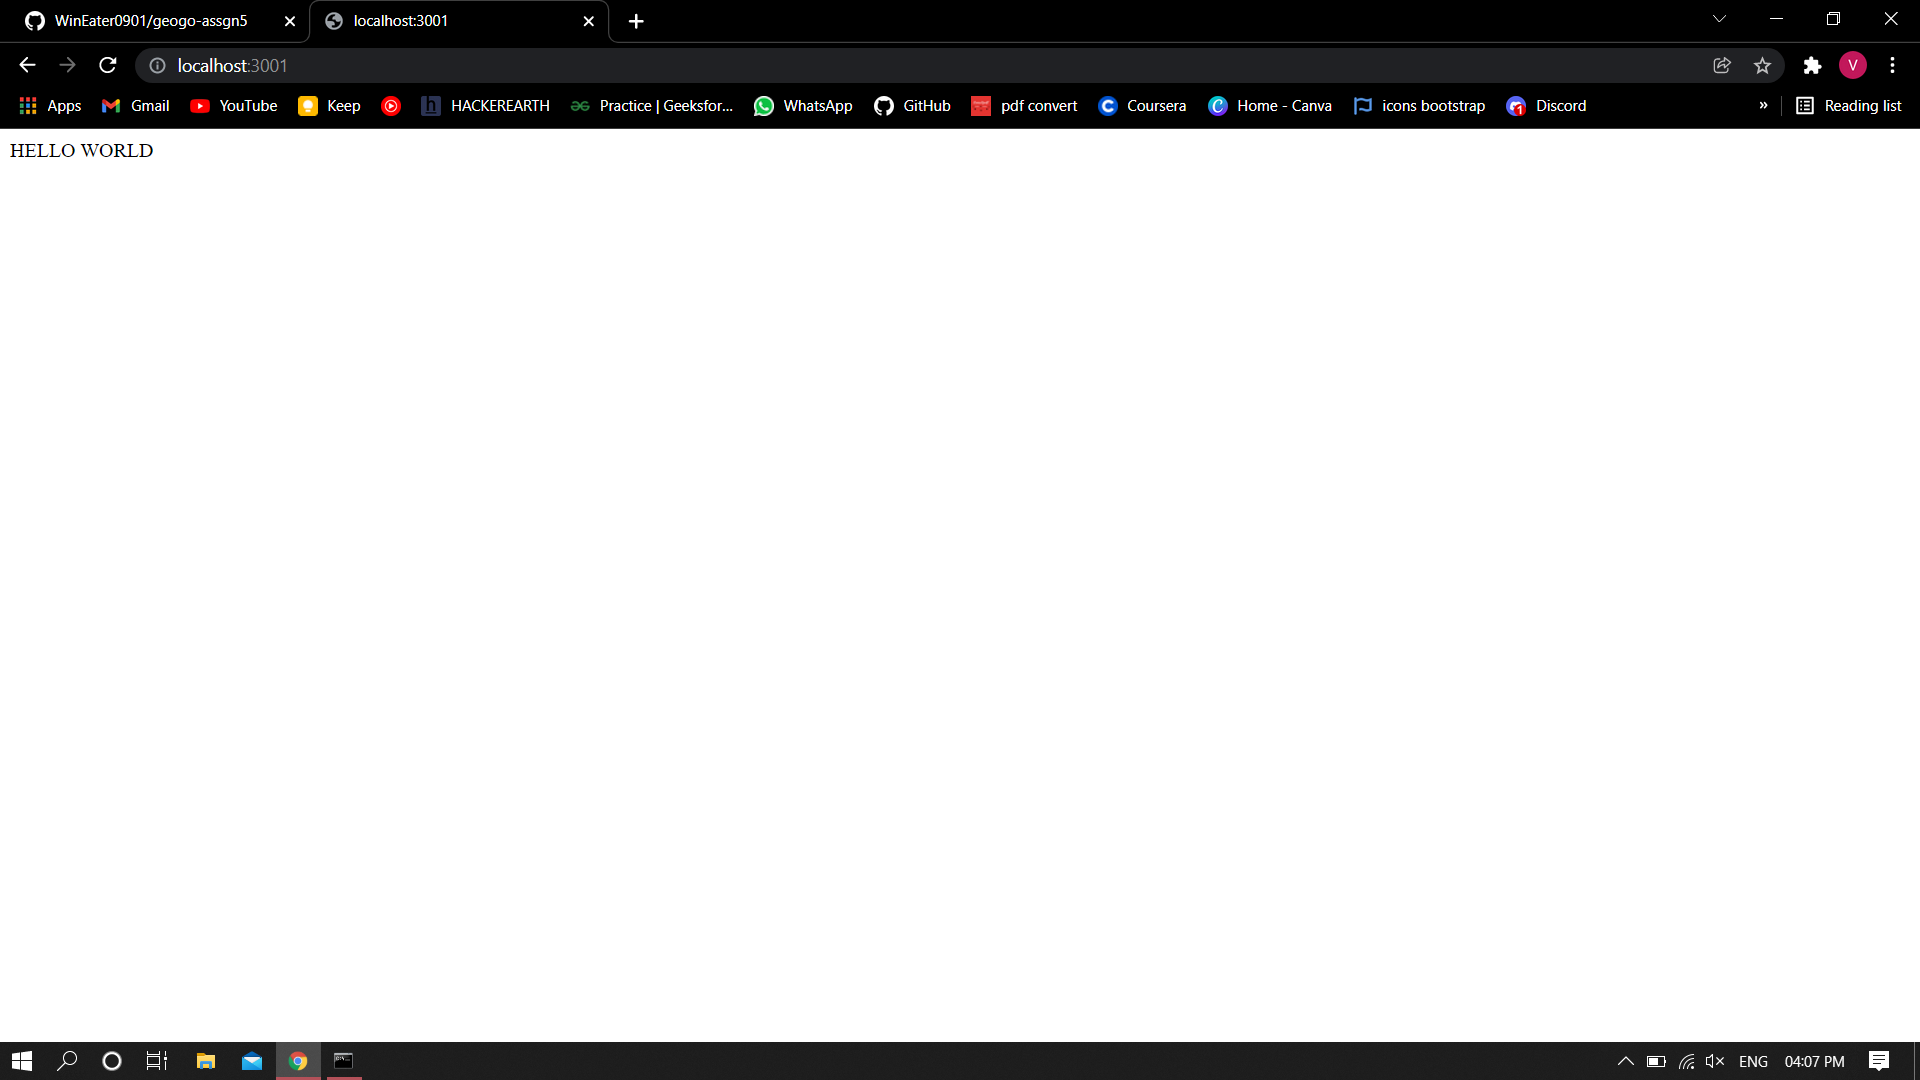 WinEater0901/geogo-assgn5
localhost:3001
localhost:3001
V
Apps Gmail YouTube Keep HACKEREARTH Practice | Geeksfor... WhatsApp GitHub pdf convert Coursera Home - Canva icons bootstrap Discord » Reading list
HELLO WORLD
ENG 04:07 PM